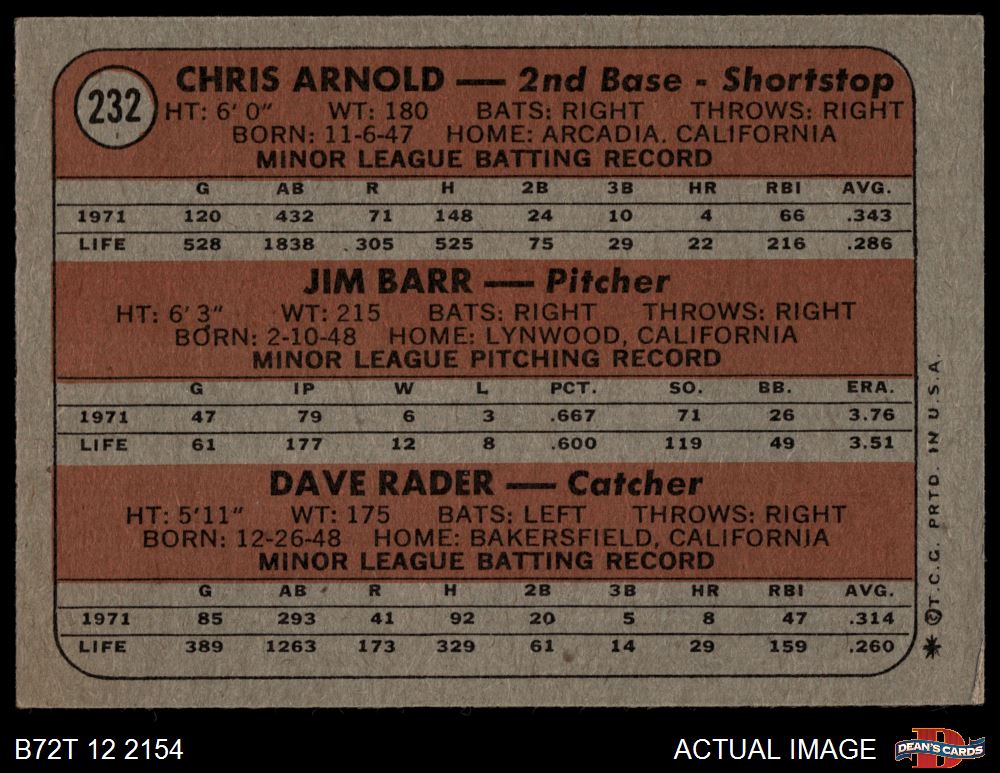 232
CHRIS ARNOLD — 2nd Base - Shortstop
HT: 6' 0" WT: 180 BATS: RIGHT THROWS: RIGHT
BORN: 11-6-47 HOME: ARCADIA. CALIFORNIA
MINOR LEAGUE BATTING RECORD
G AB R H 2B 3B HR RBI AVG.
1971 120 432 71 148 24 10 4 66 .343
LIFE 528 1838 305 525 75 29 22 216 .286
JIM BARR — Pitcher
HT: 6' 3" WT: 215 BATS: RIGHT THROWS: RIGHT
BORN: 2-10-48 HOME: LYNWOOD, CALIFORNIA
MINOR LEAGUE PITCHING RECORD
G IP W L PCT. SO. BB. ERA.
1971 47 79 6 3 .667 71 26 3.76
LIFE 61 177 12 8 .600 119 49 3.51
DAVE RADER — Catcher
HT: 5'11" WT: 175 BATS: LEFT THROWS: RIGHT
BORN: 12-26-48 HOME: BAKERSFIELD, CALIFORNIA
MINOR LEAGUE BATTING RECORD
G AB R H 2B 3B HR RBI AVG.
1971 85 293 41 92 20 5 8 47 .314
LIFE 389 1263 173 329 61 14 29 159 .260
* © T.C.G. PRTD. IN U.S.A.
B72T 12 2154
ACTUAL IMAGE
DEAN'S CARDS